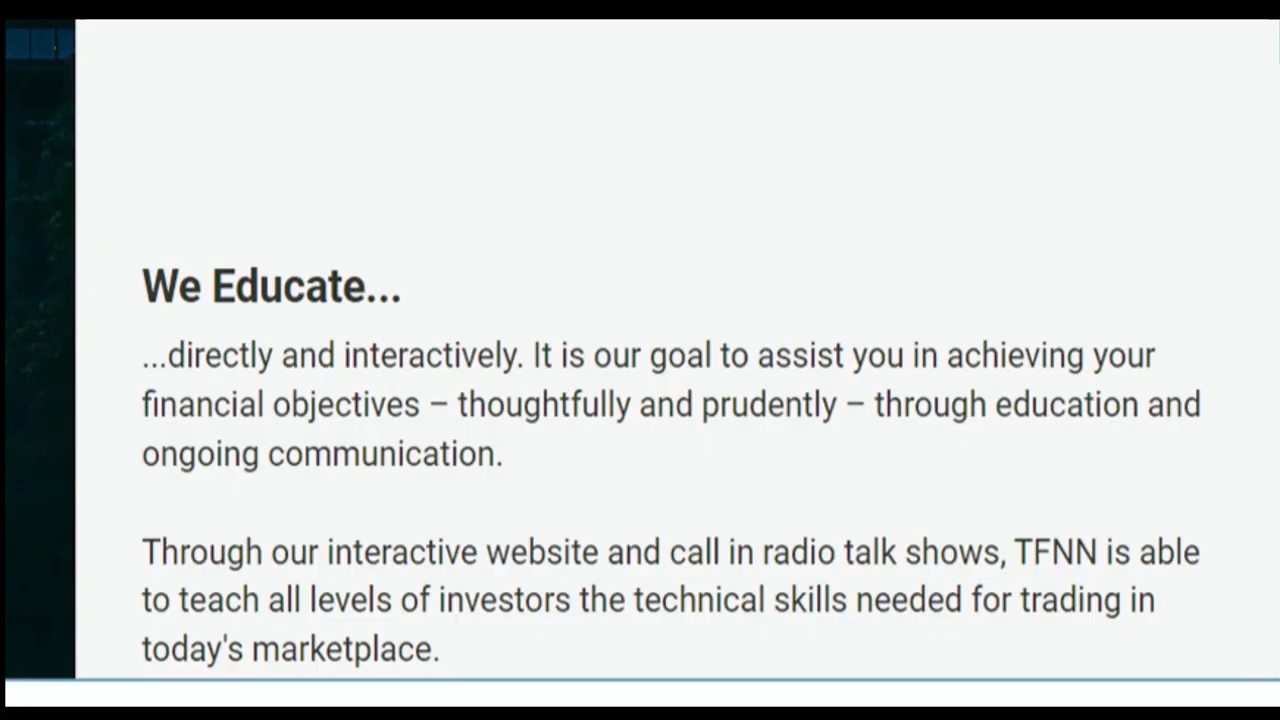 We Educate...
...directly and interactively. It is our goal to assist you in achieving your
financial objectives – thoughtfully and prudently – through education and
ongoing communication.
Through our interactive website and call in radio talk shows, TFNN is able
to teach all levels of investors the technical skills needed for trading in
today's marketplace.